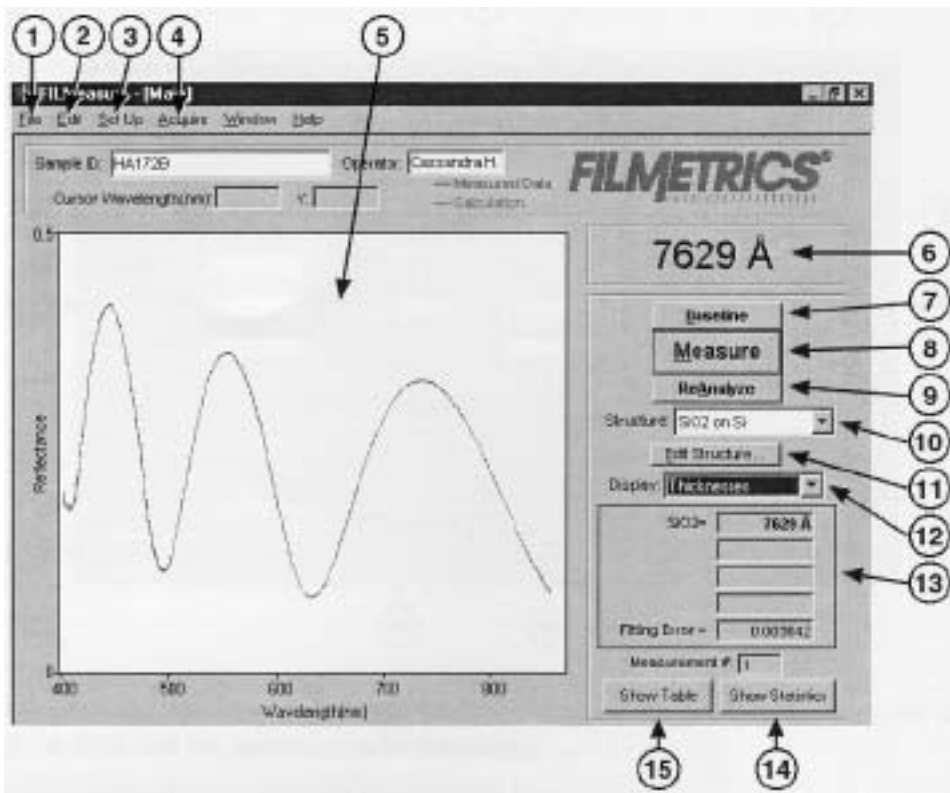 1 2 3 4 5
FILMeasure - [Main]
File Edit Set Up Acquire Window Help
Sample ID: HA172B Operator: Cassandra H.
Cursor Wavelength(nm): Y:
Measured Data
Calculation
FILMETRICS®
0.5
7629 Å
6
Baseline
7
Measure
8
ReAnalyze
9
Structure: SiO2 on Si
10
Edit Structure...
11
Display: Thicknesses
12
SiO2= 7629 Å
13
Fitting Error =
Measurement #: 1
Show Table Show Statistics
Reflectance
0
400 500 600 700 800
Wavelength(nm)
15 14